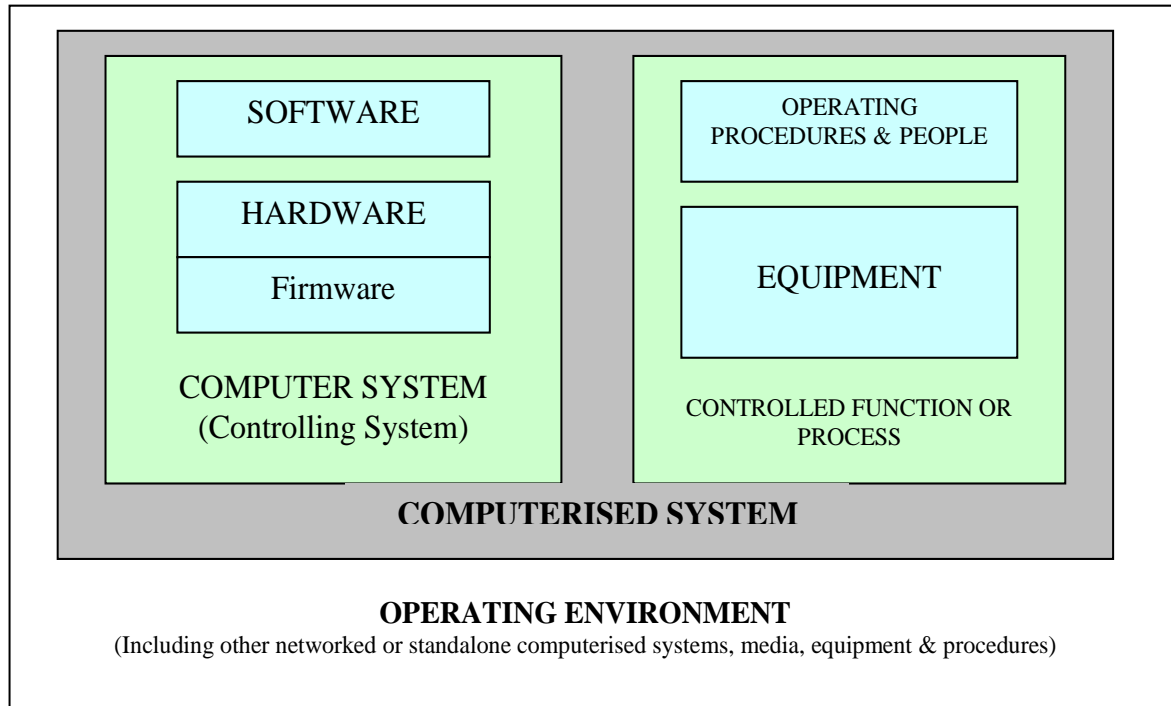 SOFTWARE
HARDWARE
Firmware
COMPUTER SYSTEM
(Controlling System)
OPERATING
PROCEDURES & PEOPLE
EQUIPMENT
CONTROLLED FUNCTION OR
PROCESS
COMPUTERISED SYSTEM
OPERATING ENVIRONMENT
(Including other networked or standalone computerised systems, media, equipment & procedures)